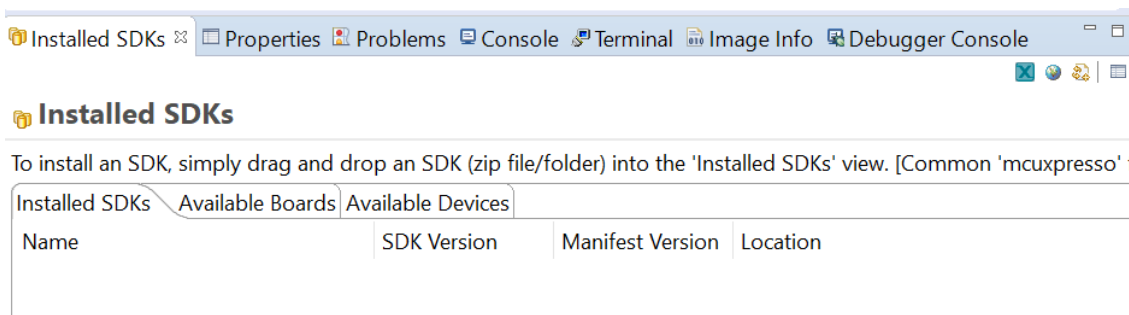 Installed SDKs Properties Problems Console Terminal Image Info Debugger Console
Installed SDKs
To install an SDK, simply drag and drop an SDK (zip file/folder) into the 'Installed SDKs' view. [Common 'mcuxpresso'
Installed SDKs Available Boards Available Devices
Name SDK Version Manifest Version Location